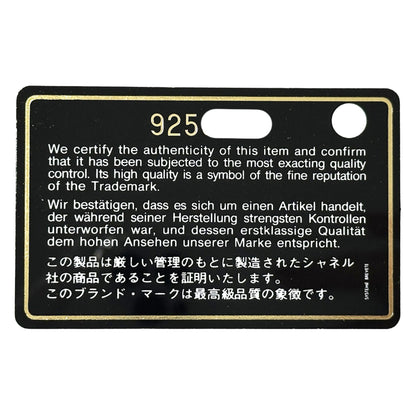 925
We certify the authenticity of this item and confirm
that it has been subjected to the most exacting quality
control. Its high quality is a symbol of the fine reputation
of the Trademark.
Wir bestätigen, dass es sich um einen Artikel handelt,
der während seiner Herstellung strengsten Kontrollen
unterworfen war, und dessen erstklassige Qualität
dem hohen Ansehen unserer Marke entspricht.
この製品は厳しい管理のもとに製造されたシャネル
社の商品であることを証明いたします。
このブランド・マークは最高級品質の象徴です。
SYSTEME BREVETE